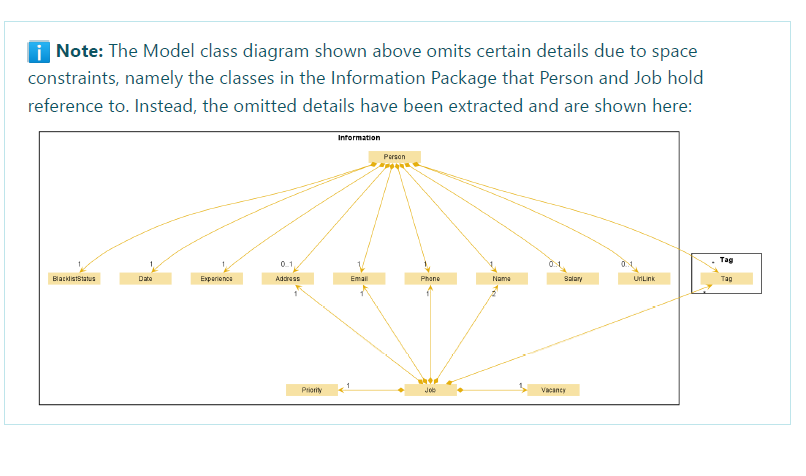 Note: The Model class diagram shown above omits certain details due to space
constraints, namely the classes in the Information Package that Person and Job hold
reference to. Instead, the omitted details have been extracted and are shown here:
Information
Person
Tag
1 1 1 0..1 1 1 1 0..1 0..1 *
BlacklistStatus Date Experience Address Email Phone Name Salary UrlLink Tag
1 1 1 2 *
1 1
Priority Job Vacancy